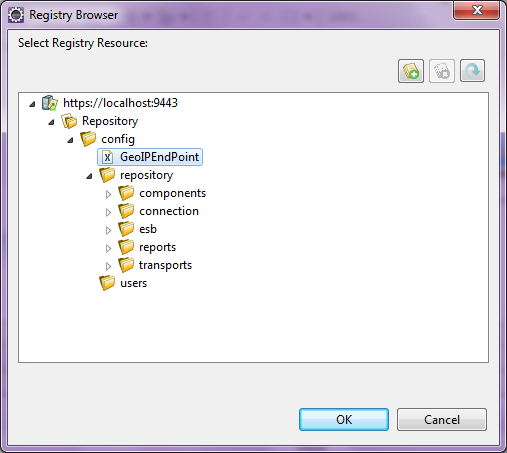 Registry Browser
Select Registry Resource:
https://localhost:9443
Repository
config
GeoIPEndPoint
repository
components
connection
esb
reports
transports
users
OK
Cancel